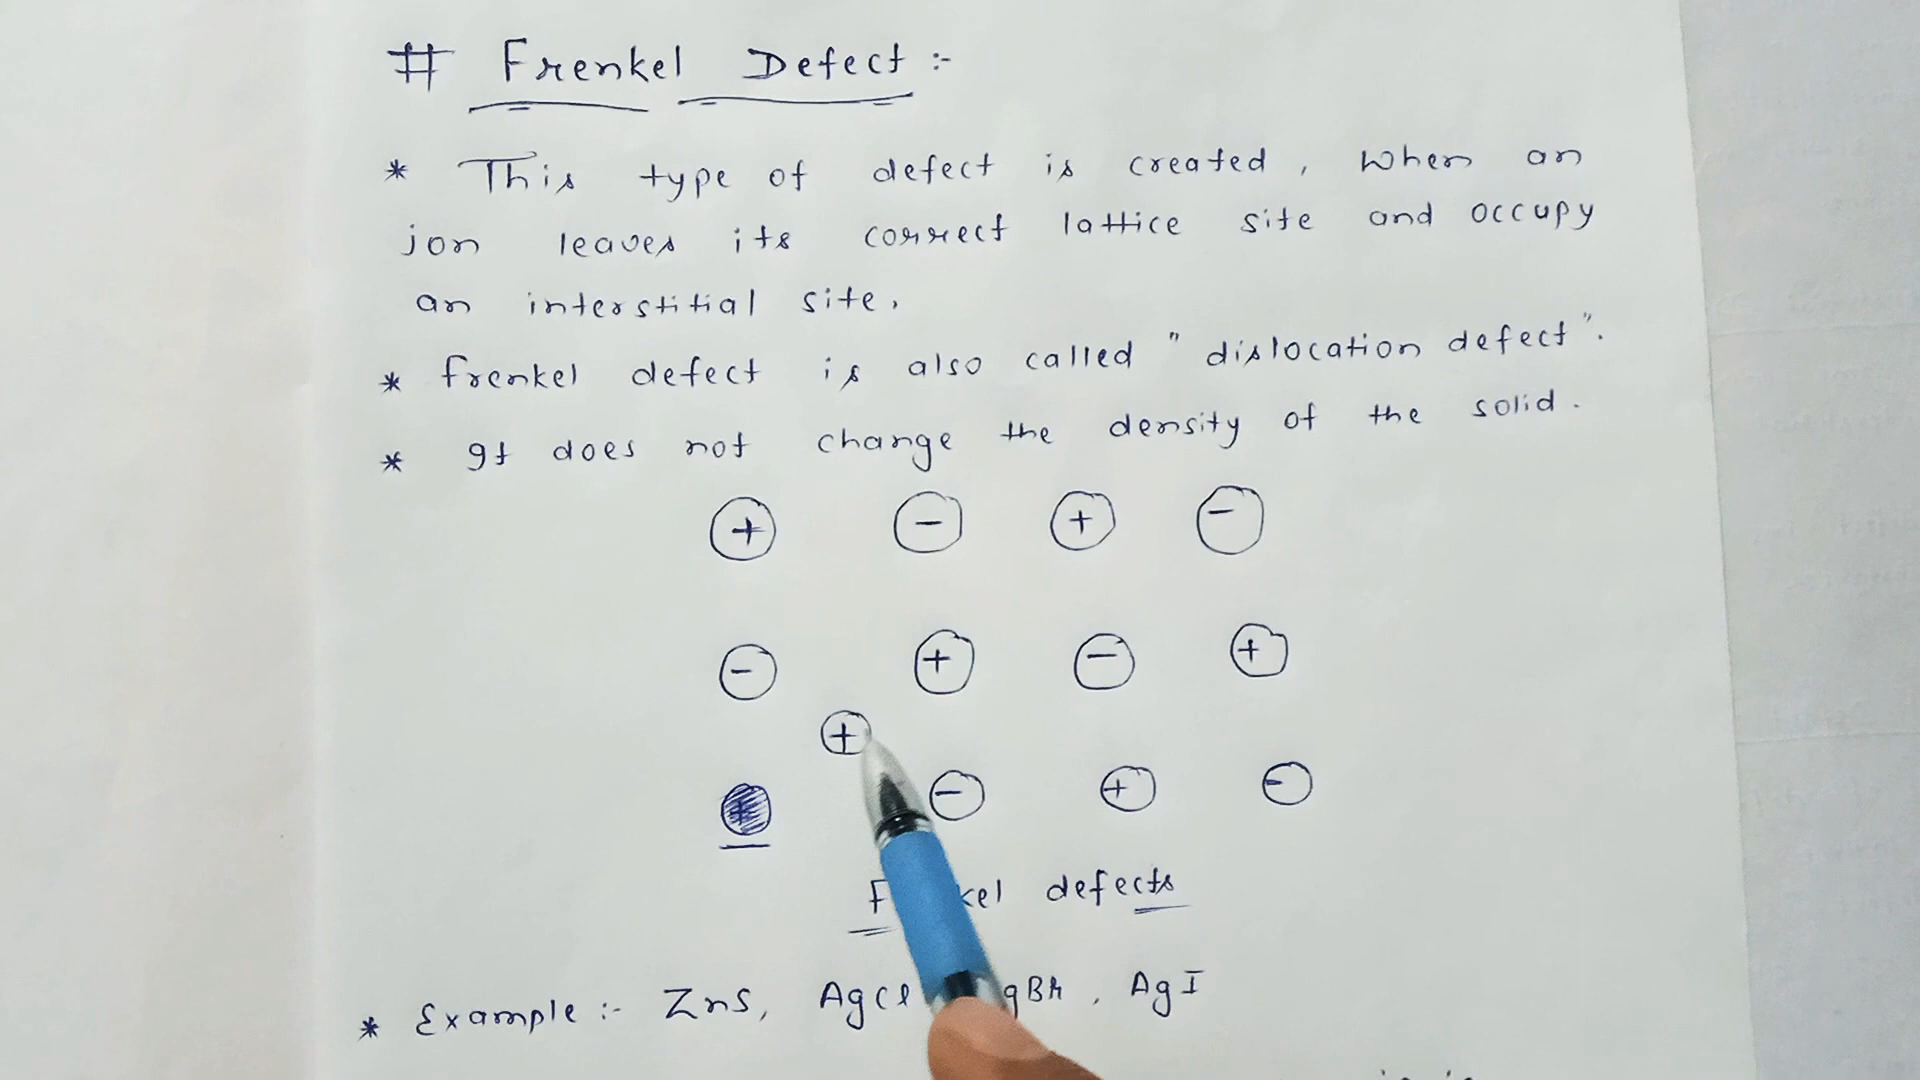 # Frenkel Defect :-
* This type of defect is created, when an
ion leaves its correct lattice site and occupy
an interstitial site.
* frenkel defect is also called "dislocation defect".
* It does not change the density of the solid.
+ - + -
- + - +
+
+ - + -
defects
* Example :- ZnS, AgCl , AgI